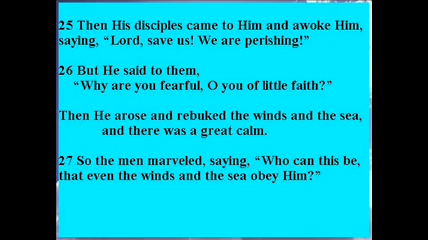 25 Then His disciples came to Him and awoke Him,
saying, “Lord, save us! We are perishing!”
26 But He said to them,
“Why are you fearful, O you of little faith?”
Then He arose and rebuked the winds and the sea,
and there was a great calm.
27 So the men marveled, saying, “Who can this be,
that even the winds and the sea obey Him?”